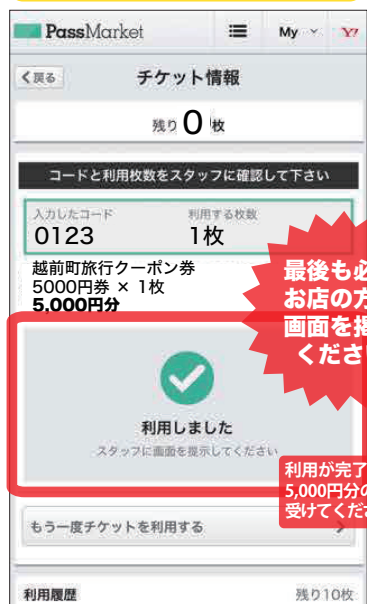 PassMarket My Y!
戻る チケット情報
残り 0 枚
コードと利用枚数をスタッフに確認して下さい
入力したコード 利用する枚数
0123 1枚
越前町旅行クーポン券
5000円券 × 1枚
5,000円分
最後も必
お店の方
画面を掲
くださ
利用しました
スタッフに画面を提示してください
利用が完了
5,000円分の
受けてくだ
もう一度チケットを利用する
利用履歴 残り10枚